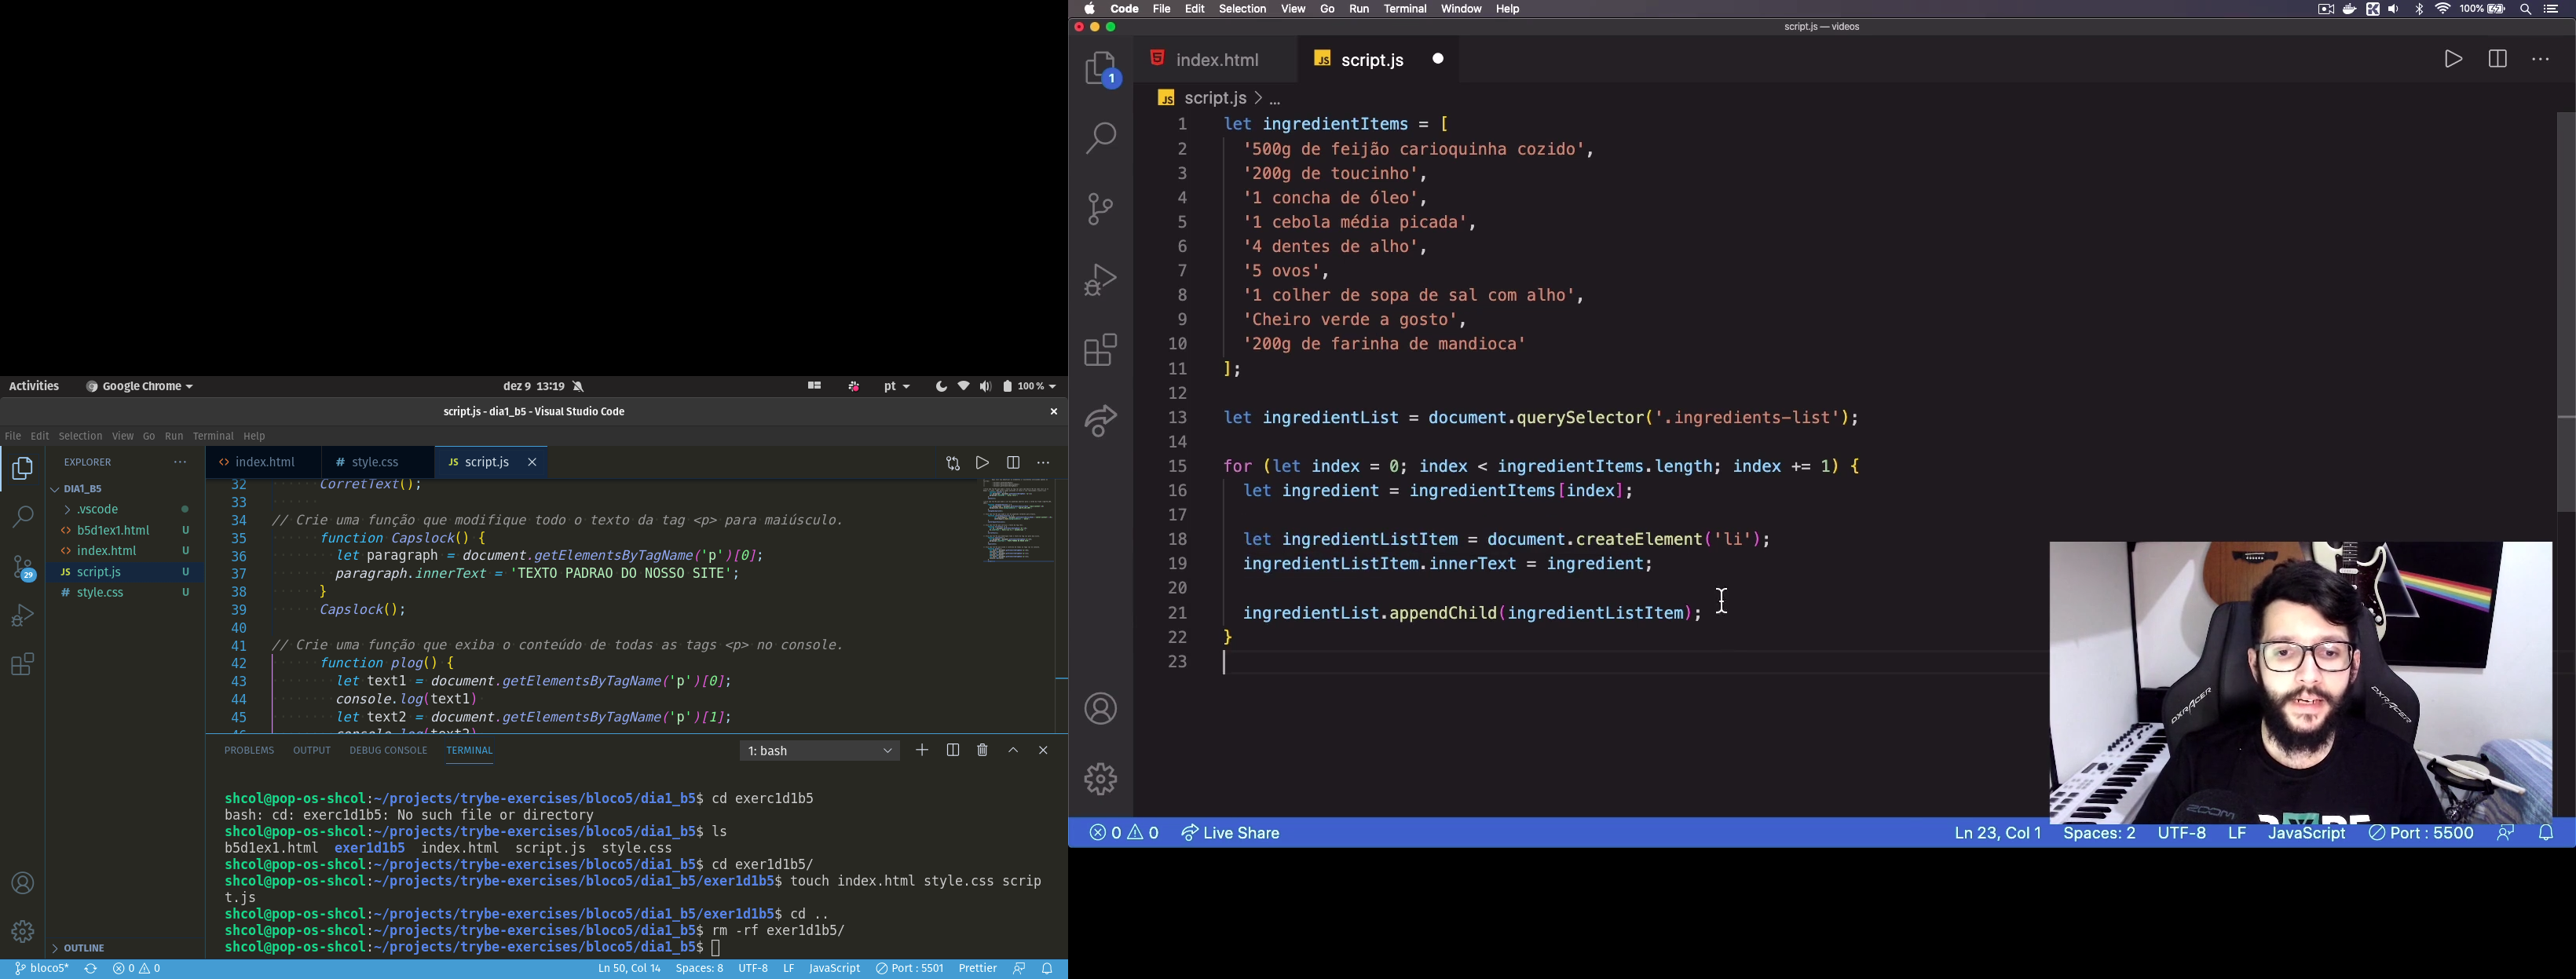 Activities
Google Chrome
dez 9 13:19
pt
100 %
script.js - dia1_b5 - Visual Studio Code
File Edit Selection View Go Run Terminal Help
EXPLORER
DIA1_B5
.vscode
b5d1ex1.html U
index.html U
JS script.js U
# style.css U
29
OUTLINE
index.html
# style.css
JS script.js
32 CorretText();
33
34 // Crie uma função que modifique todo o texto da tag <p> para maiúsculo.
35 function Capslock() {
36 let paragraph = document.getElementsByTagName('p')[0];
37 paragraph.innerText = 'TEXTO PADRAO DO NOSSO SITE';
38 }
39 Capslock();
40
41 // Crie uma função que exiba o conteúdo de todas as tags <p> no console.
42 function plog() {
43 let text1 = document.getElementsByTagName('p')[0];
44 console.log(text1)
45 let text2 = document.getElementsByTagName('p')[1];
46 console.log(text2)
PROBLEMS OUTPUT DEBUG CONSOLE TERMINAL
1: bash
shcol@pop-os-shcol:~/projects/trybe-exercises/bloco5/dia1_b5$ cd exerc1d1b5
bash: cd: exerc1d1b5: No such file or directory
shcol@pop-os-shcol:~/projects/trybe-exercises/bloco5/dia1_b5$ ls
b5d1ex1.html exer1d1b5 index.html script.js style.css
shcol@pop-os-shcol:~/projects/trybe-exercises/bloco5/dia1_b5$ cd exer1d1b5/
shcol@pop-os-shcol:~/projects/trybe-exercises/bloco5/dia1_b5/exer1d1b5$ touch index.html style.css scrip
t.js
shcol@pop-os-shcol:~/projects/trybe-exercises/bloco5/dia1_b5/exer1d1b5$ cd ..
shcol@pop-os-shcol:~/projects/trybe-exercises/bloco5/dia1_b5$ rm -rf exer1d1b5/
shcol@pop-os-shcol:~/projects/trybe-exercises/bloco5/dia1_b5$
bloco5* 0 0 Ln 50, Col 14 Spaces: 8 UTF-8 LF JavaScript Port : 5501 Prettier
Code File Edit Selection View Go Run Terminal Window Help
100%
script.js — videos
1
index.html
JS script.js
JS script.js > ...
1 let ingredientItems = [
2 '500g de feijão carioquinha cozido',
3 '200g de toucinho',
4 '1 concha de óleo',
5 '1 cebola média picada',
6 '4 dentes de alho',
7 '5 ovos',
8 '1 colher de sopa de sal com alho',
9 'Cheiro verde a gosto',
10 '200g de farinha de mandioca'
11 ];
12
13 let ingredientList = document.querySelector('.ingredients-list');
14
15 for (let index = 0; index < ingredientItems.length; index += 1) {
16 let ingredient = ingredientItems[index];
17
18 let ingredientListItem = document.createElement('li');
19 ingredientListItem.innerText = ingredient;
20
21 ingredientList.appendChild(ingredientListItem);
22 }
23
DXRACER
DXRACER
ZOOM
0 0 Live Share
Ln 23, Col 1 Spaces: 2 UTF-8 LF JavaScript Port : 5500